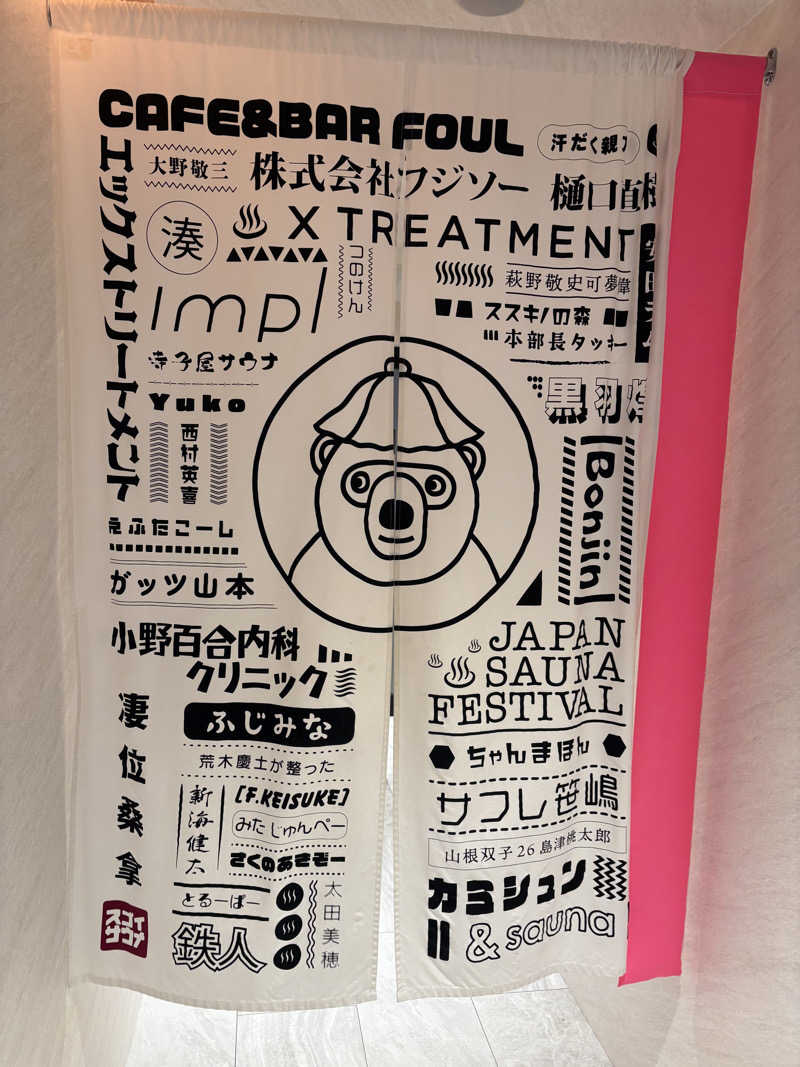 CAFE&BAR FOUL
汗だく親
大野敬三
株式会社フジソー
樋口直樹
エックストリートメント
湊
X TREATMENT
つのけん
萩野敬史可夢偉
Impl
ススキノの森
本部長タッキー
寺子屋サウナ
Yuko
黒羽
西村英喜
Bonjin
えふたこーし
ガッツ山本
小野百合内科
クリニック
JAPAN
SAUNA
FESTIVAL
凄位桑拿
ふじみな
ちゃんまほん
荒木慶士が整った
サフレ笹嶋
新海健太
[F.KEISUKE]
みたじゅんぺー
山根双子26島津桃太郎
さくのあきぞー
カミシュン
とるーぱー
太田美穂
鉄人
& sauna
スゴイ
サウナ